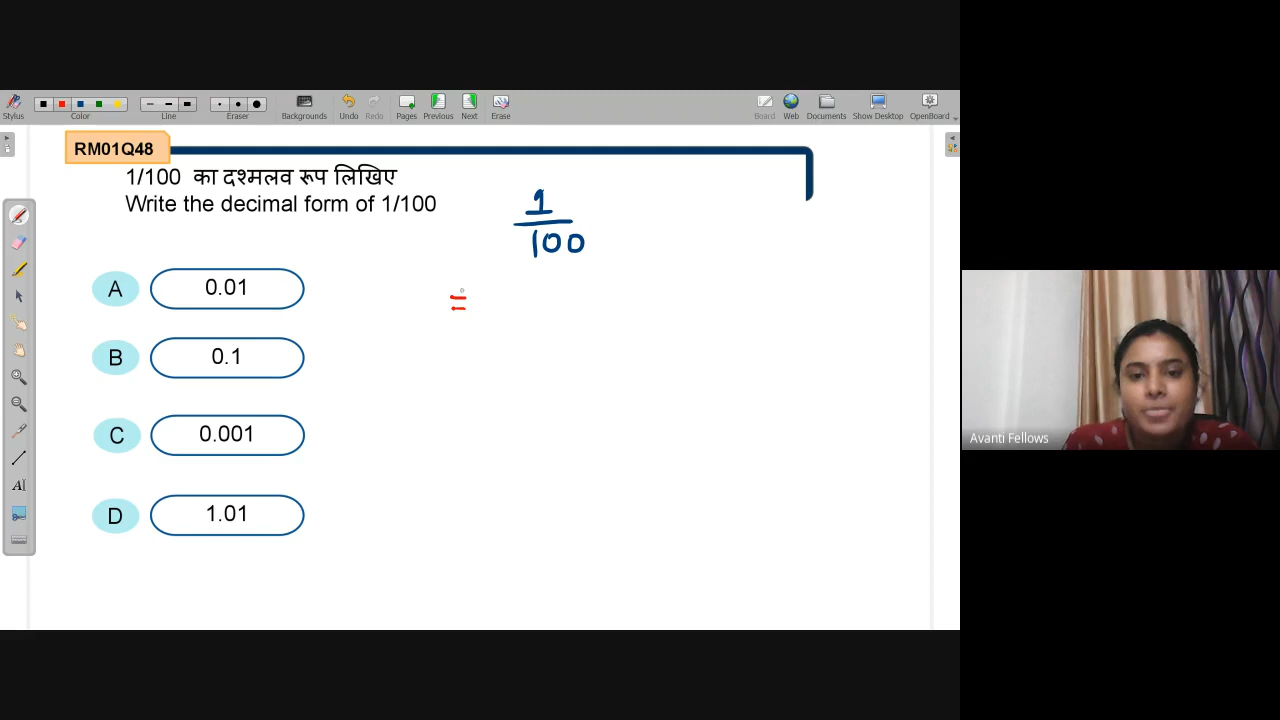 Stylus
Color
Line
Eraser
Backgrounds
Undo
Redo
Pages
Previous
Next
Erase
Board
Web
Documents
Show Desktop
OpenBoard
RM01Q48
1/100 का दश्मलव रूप लिखिए
Write the decimal form of 1/100
1
100
=
A 0.01
B 0.1
C 0.001
D 1.01
Avanti Fellows